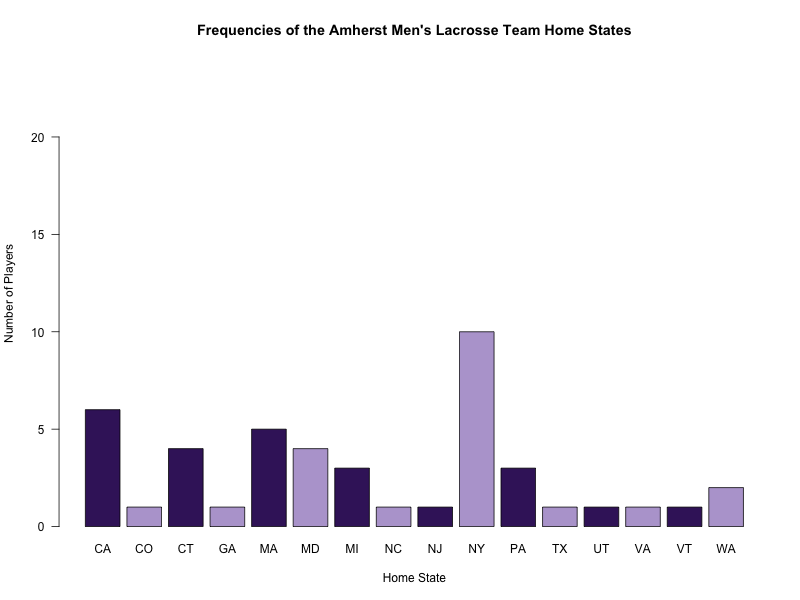 Frequencies of the Amherst Men's Lacrosse Team Home States
20
15
10
5
0
Number of Players
CA CO CT GA MA MD MI NC NJ NY PA TX UT VA VT WA
Home State